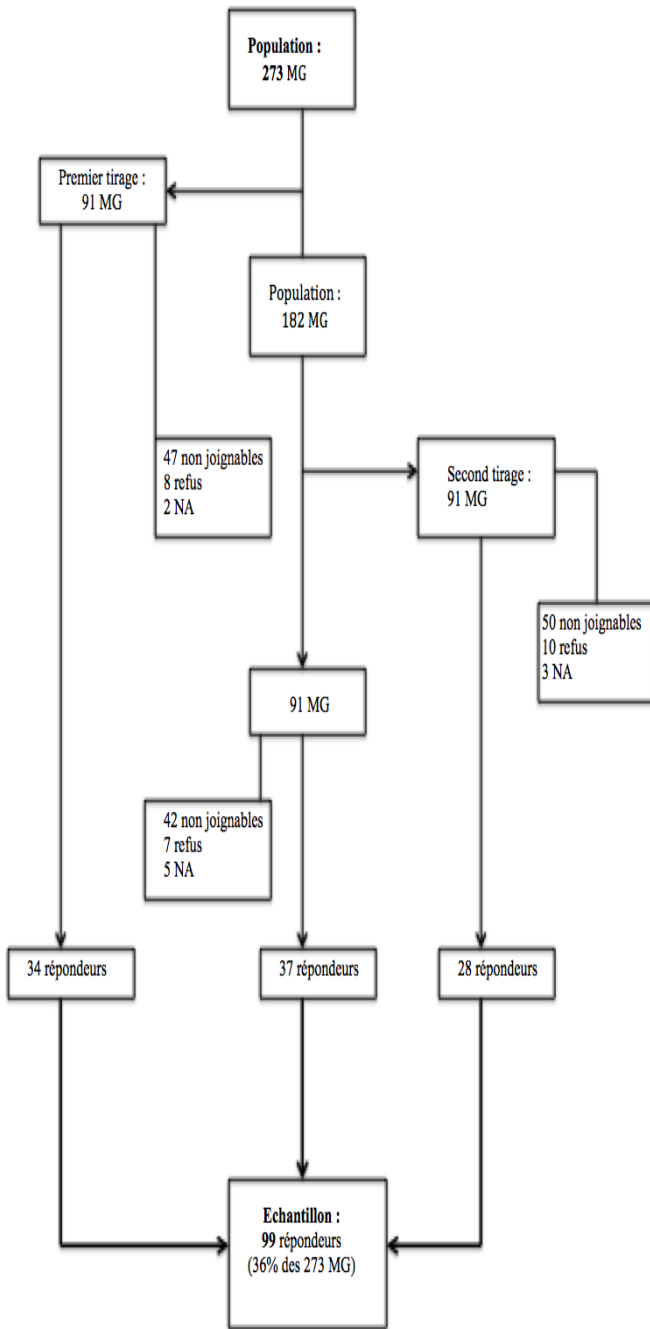 Population :
273 MG
Premier tirage :
91 MG
Population :
182 MG
47 non joignables
8 refus
2 NA
Second tirage :
91 MG
50 non joignables
10 refus
3 NA
91 MG
42 non joignables
7 refus
5 NA
34 répondeurs
37 répondeurs
28 répondeurs
Echantillon :
99 répondeurs
(36% des 273 MG)